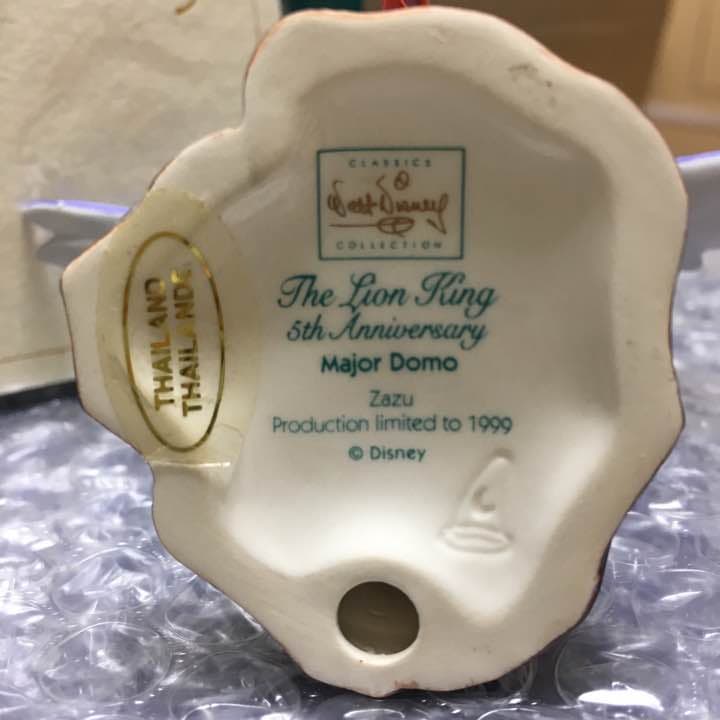 CLASSICS
Walt Disney
COLLECTION
The Lion King
5th Anniversary
Major Domo
Zazu
Production limited to 1999
© Disney
THAILAND
THAILANDE